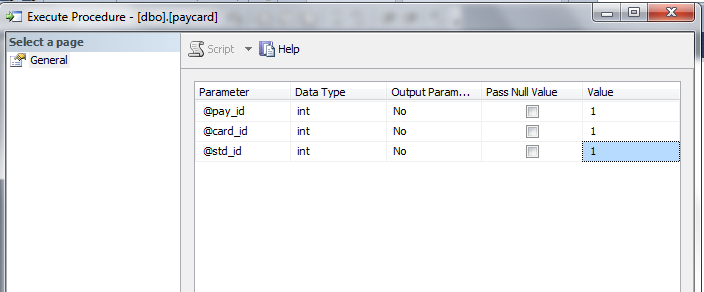 Execute Procedure - [dbo].[paycard]
Select a page
General
Script Help
Parameter Data Type Output Param... Pass Null Value Value
@pay_id int No 1
@card_id int No 1
@std_id int No 1